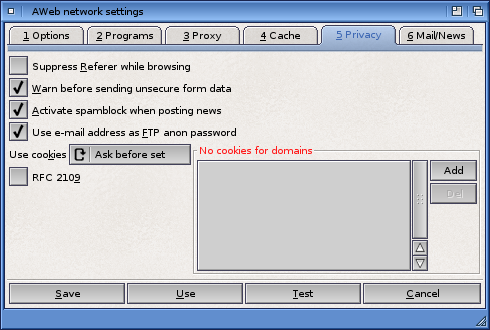 AWeb network settings
1 Options 2 Programs 3 Proxy 4 Cache 5 Privacy 6 Mail/News
Suppress Referer while browsing
Warn before sending unsecure form data
Activate spamblock when posting news
Use e-mail address as FTP anon password
Use cookies Ask before set
No cookies for domains
RFC 2109
Add
Del
Save Use Test Cancel